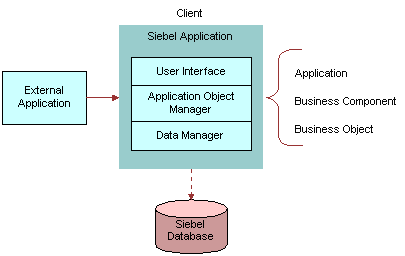 Client
Siebel Application
External
Application
User Interface
Application Object
Manager
Data Manager
Application
Business Component
Business Object
Siebel
Database